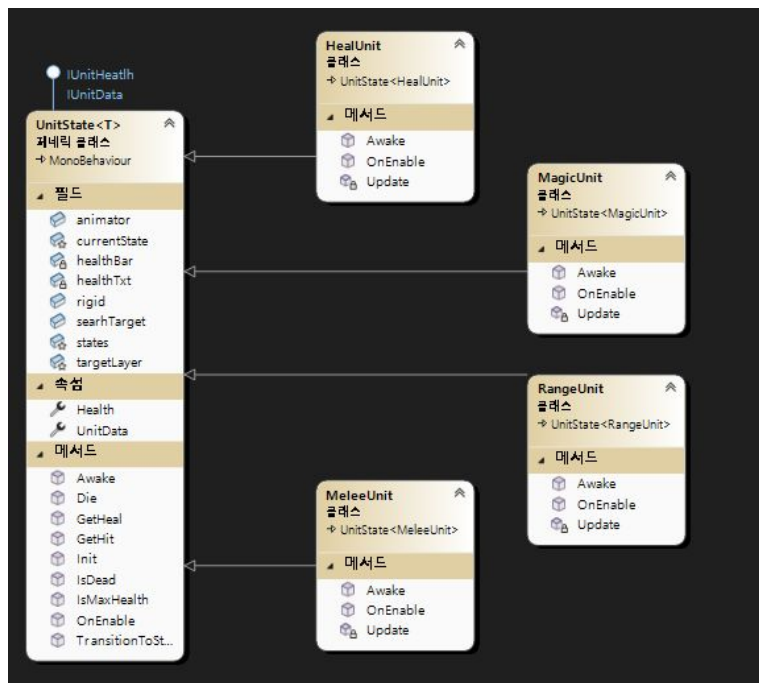 IUnitHeatlh
IUnitData
UnitState<T>
제네릭 클래스
→ MonoBehaviour
필드
animator
currentState
healthBar
healthTxt
rigid
searhTarget
states
targetLayer
속성
Health
UnitData
메서드
Awake
Die
GetHeal
GetHit
Init
IsDead
IsMaxHealth
OnEnable
TransitionToSt...
HealUnit
클래스
→ UnitState<HealUnit>
메서드
Awake
OnEnable
Update
MagicUnit
클래스
→ UnitState<MagicUnit>
메서드
Awake
OnEnable
Update
RangeUnit
클래스
→ UnitState<RangeUnit>
메서드
Awake
OnEnable
Update
MeleeUnit
클래스
→ UnitState<MeleeUnit>
메서드
Awake
OnEnable
Update